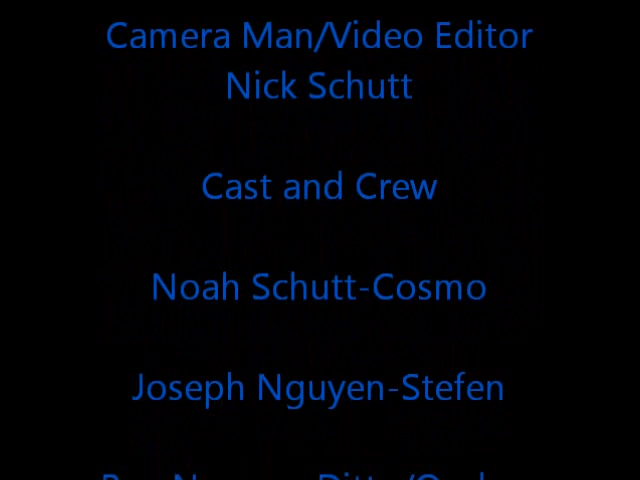 Camera Man/Video Editor
Nick Schutt
Cast and Crew
Noah Schutt-Cosmo
Joseph Nguyen-Stefen